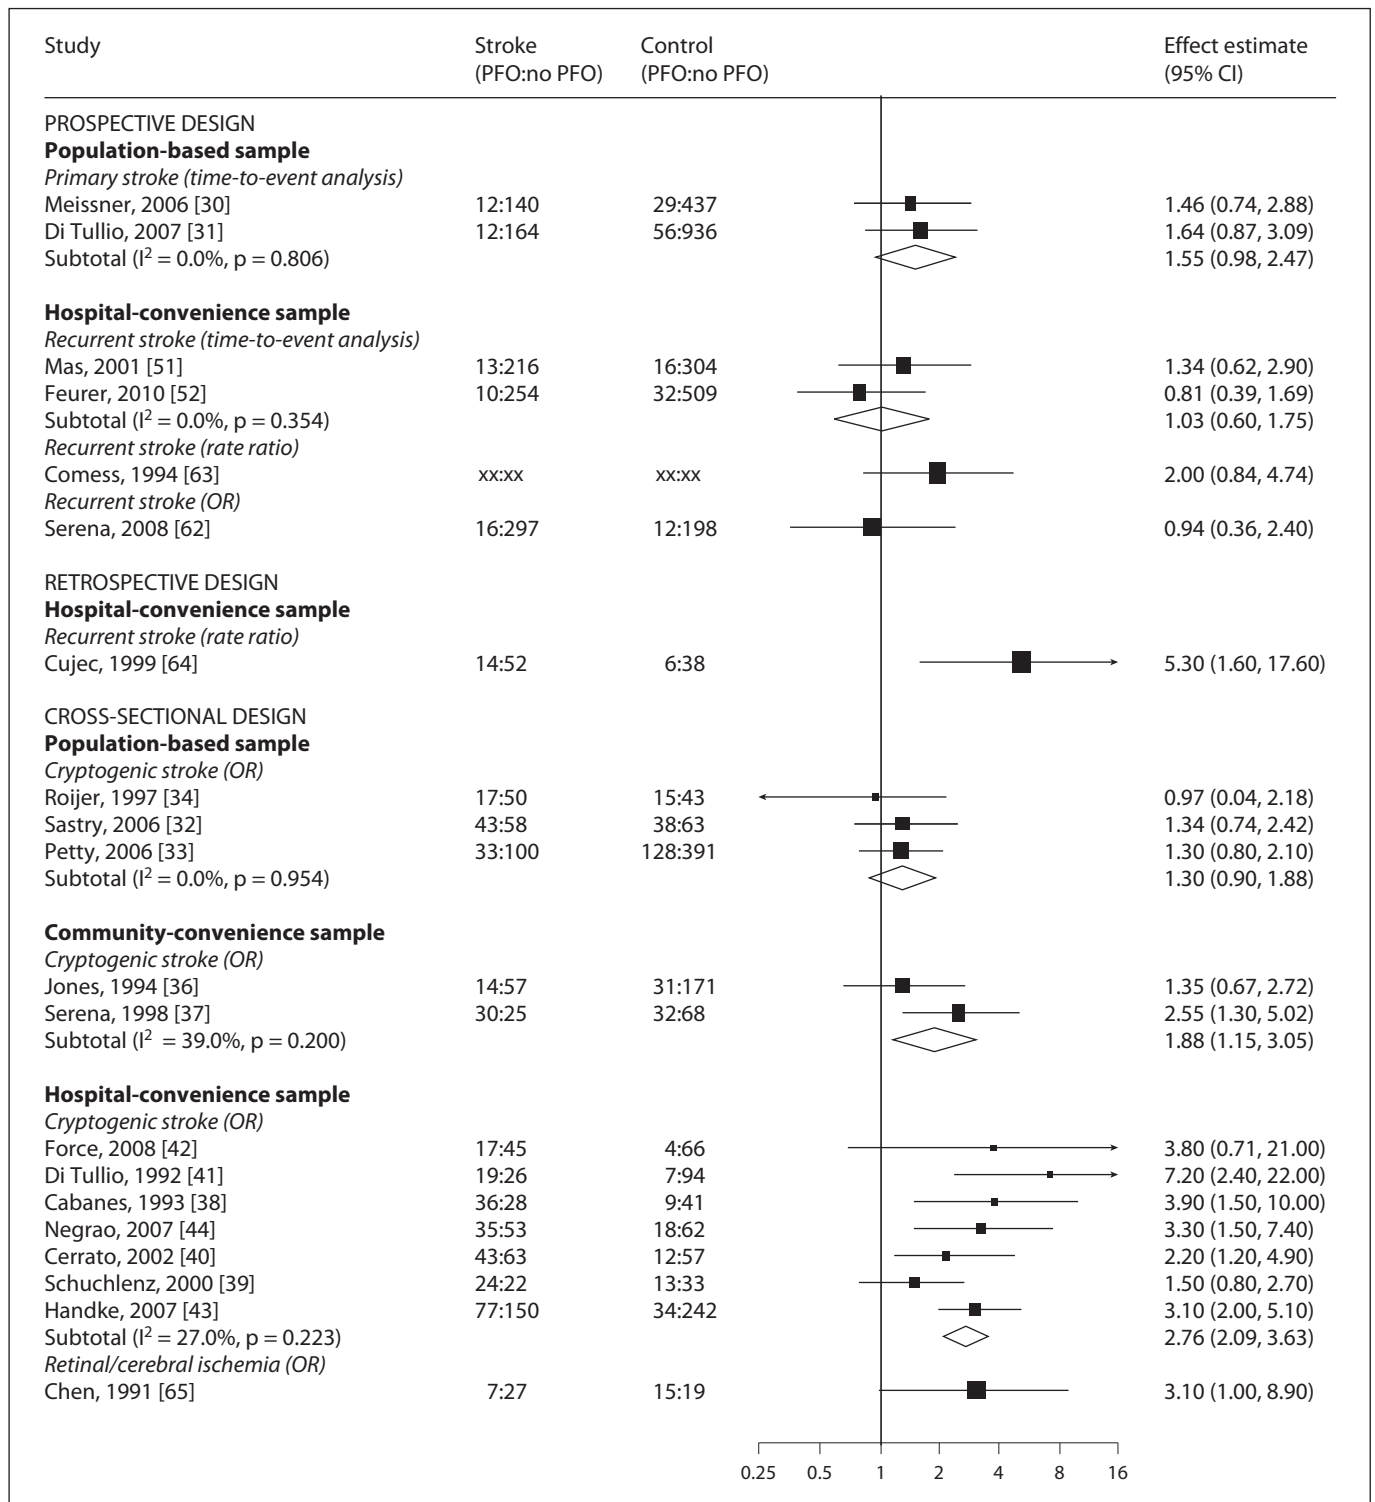 Study Stroke Control Effect estimate
(PFO:no PFO) (PFO:no PFO) (95% CI)
PROSPECTIVE DESIGN
Population-based sample
Primary stroke (time-to-event analysis)
Meissner, 2006 [30] 12:140 29:437 1.46 (0.74, 2.88)
Di Tullio, 2007 [31] 12:164 56:936 1.64 (0.87, 3.09)
Subtotal (I² = 0.0%, p = 0.806) 1.55 (0.98, 2.47)
Hospital-convenience sample
Recurrent stroke (time-to-event analysis)
Mas, 2001 [51] 13:216 16:304 1.34 (0.62, 2.90)
Feurer, 2010 [52] 10:254 32:509 0.81 (0.39, 1.69)
Subtotal (I² = 0.0%, p = 0.354) 1.03 (0.60, 1.75)
Recurrent stroke (rate ratio)
Comess, 1994 [63] xx:xx xx:xx 2.00 (0.84, 4.74)
Recurrent stroke (OR)
Serena, 2008 [62] 16:297 12:198 0.94 (0.36, 2.40)
RETROSPECTIVE DESIGN
Hospital-convenience sample
Recurrent stroke (rate ratio)
Cujec, 1999 [64] 14:52 6:38 5.30 (1.60, 17.60)
CROSS-SECTIONAL DESIGN
Population-based sample
Cryptogenic stroke (OR)
Roijer, 1997 [34] 17:50 15:43 0.97 (0.04, 2.18)
Sastry, 2006 [32] 43:58 38:63 1.34 (0.74, 2.42)
Petty, 2006 [33] 33:100 128:391 1.30 (0.80, 2.10)
Subtotal (I² = 0.0%, p = 0.954) 1.30 (0.90, 1.88)
Community-convenience sample
Cryptogenic stroke (OR)
Jones, 1994 [36] 14:57 31:171 1.35 (0.67, 2.72)
Serena, 1998 [37] 30:25 32:68 2.55 (1.30, 5.02)
Subtotal (I² = 39.0%, p = 0.200) 1.88 (1.15, 3.05)
Hospital-convenience sample
Cryptogenic stroke (OR)
Force, 2008 [42] 17:45 4:66 3.80 (0.71, 21.00)
Di Tullio, 1992 [41] 19:26 7:94 7.20 (2.40, 22.00)
Cabanes, 1993 [38] 36:28 9:41 3.90 (1.50, 10.00)
Negrao, 2007 [44] 35:53 18:62 3.30 (1.50, 7.40)
Cerrato, 2002 [40] 43:63 12:57 2.20 (1.20, 4.90)
Schuchlenz, 2000 [39] 24:22 13:33 1.50 (0.80, 2.70)
Handke, 2007 [43] 77:150 34:242 3.10 (2.00, 5.10)
Subtotal (I² = 27.0%, p = 0.223) 2.76 (2.09, 3.63)
Retinal/cerebral ischemia (OR)
Chen, 1991 [65] 7:27 15:19 3.10 (1.00, 8.90)
0.25 0.5 1 2 4 8 16